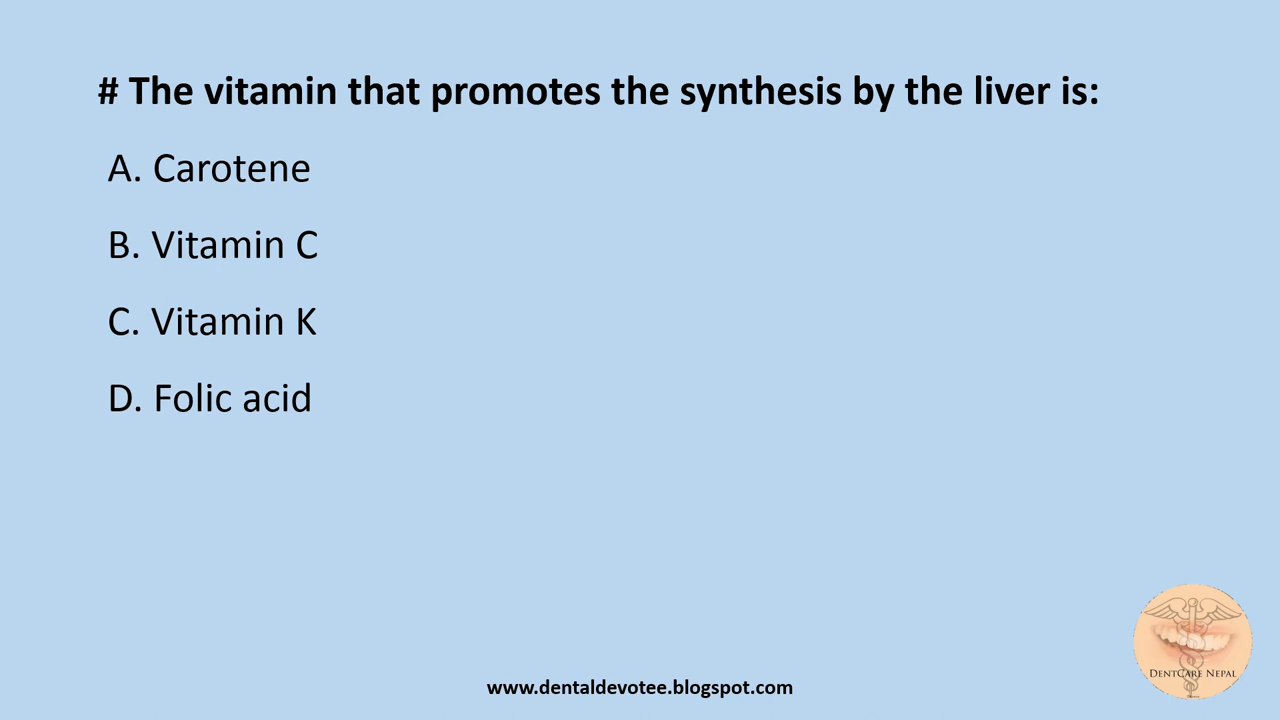 # The vitamin that promotes the synthesis by the liver is:
A. Carotene
B. Vitamin C
C. Vitamin K
D. Folic acid
DentCare Nepal
www.dentaldevotee.blogspot.com